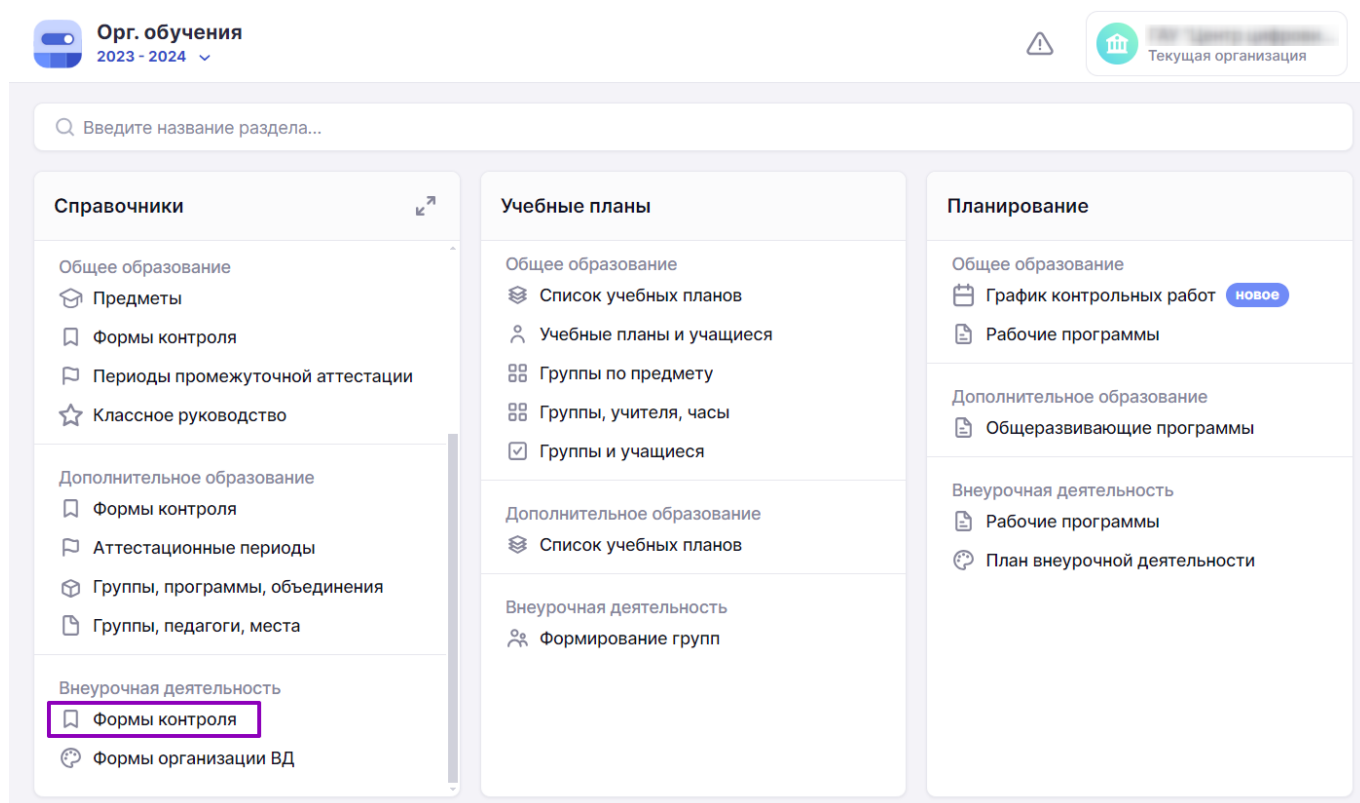 Орг. обучения
2023 - 2024
Текущая организация
Введите название раздела...
Справочники
Общее образование
Предметы
Формы контроля
Периоды промежуточной аттестации
Классное руководство
Дополнительное образование
Формы контроля
Аттестационные периоды
Группы, программы, объединения
Группы, педагоги, места
Внеурочная деятельность
Формы контроля
Формы организации ВД
Учебные планы
Общее образование
Список учебных планов
Учебные планы и учащиеся
Группы по предмету
Группы, учителя, часы
Группы и учащиеся
Дополнительное образование
Список учебных планов
Внеурочная деятельность
Формирование групп
Планирование
Общее образование
График контрольных работ новое
Рабочие программы
Дополнительное образование
Общеразвивающие программы
Внеурочная деятельность
Рабочие программы
План внеурочной деятельности